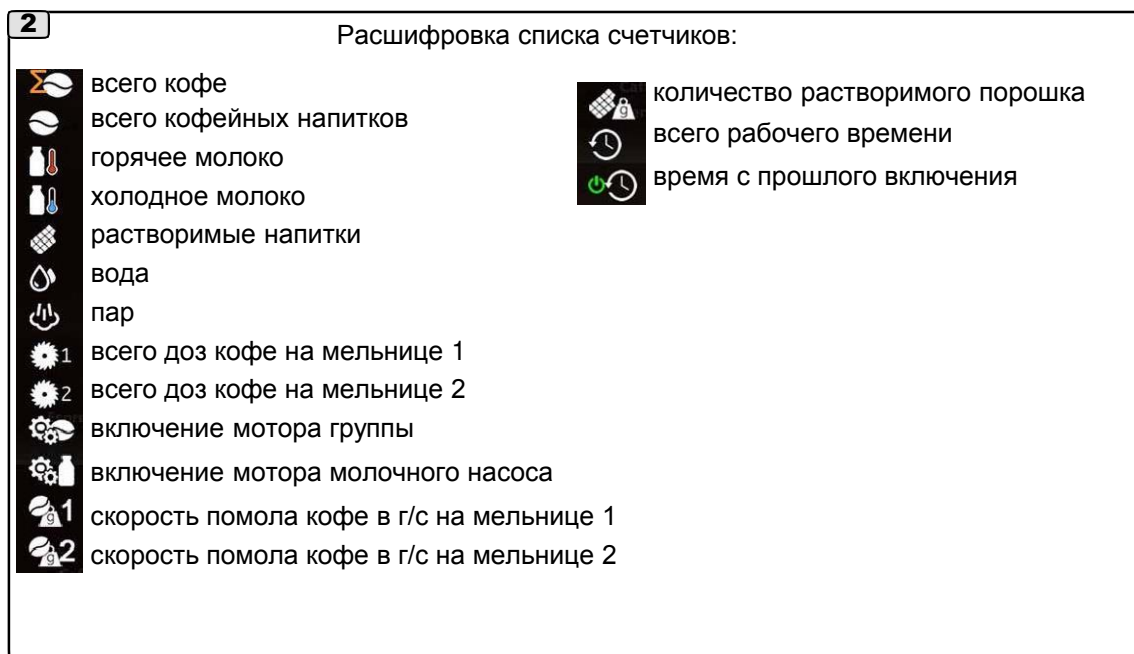 2
Расшифровка списка счетчиков:
всего кофе
всего кофейных напитков
горячее молоко
холодное молоко
растворимые напитки
вода
пар
1 всего доз кофе на мельнице 1
2 всего доз кофе на мельнице 2
включение мотора группы
включение мотора молочного насоса
g 1 скорость помола кофе в г/с на мельнице 1
g 2 скорость помола кофе в г/с на мельнице 2
g количество растворимого порошка
всего рабочего времени
время с прошлого включения